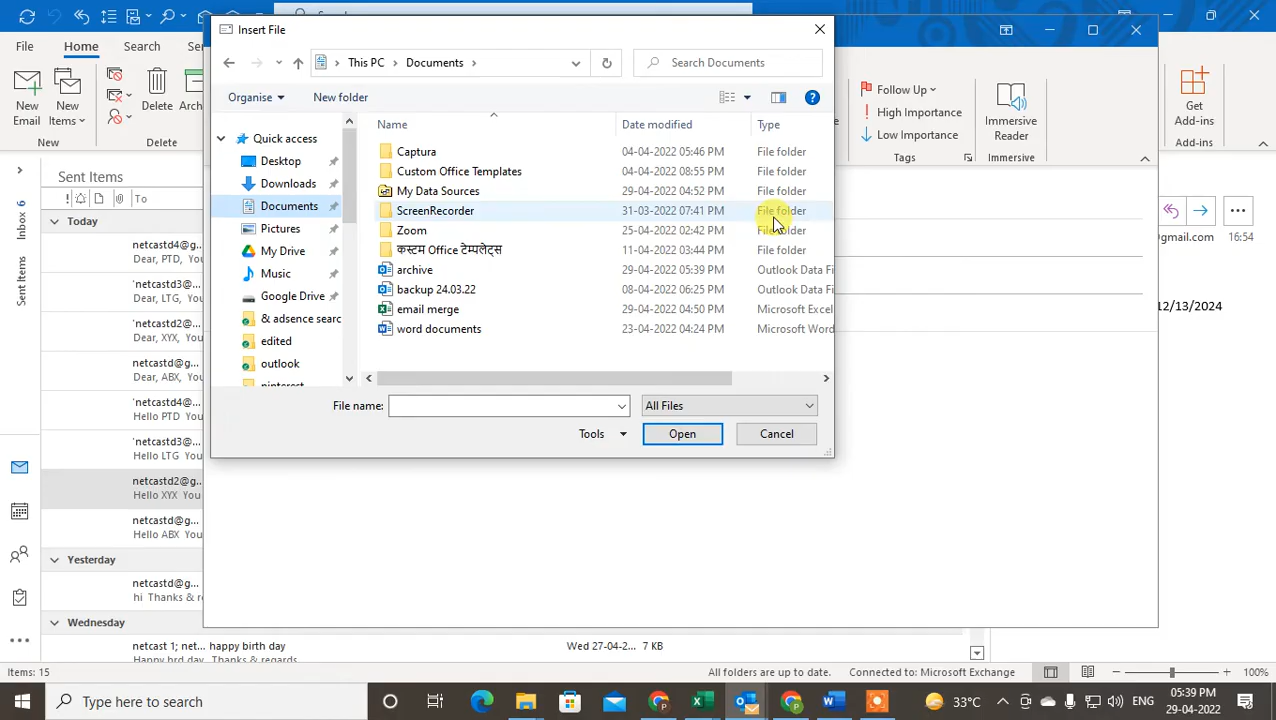 Search
File
Home
Search
New
Email
New
Items
Delete
New
Delete
Insert File
This PC
Documents
Search Documents
Organise
New folder
Follow Up
High Importance
Low Importance
Tags
Immersive
Reader
Immersive
Get
Add-ins
Add-ins
Sent Items
To
Today
Inbox 6
Sent Items
netcastd4@g...
Dear, PTD, You
'netcastd3@g...
Dear, LTG, You
netcastd2@g...
Dear, XYX, You
netcastd@g...
Dear, ABX, You
netcastd4@g...
Hello PTD You
netcastd3@g...
Hello LTG You
netcastd2@g...
Hello XYX You
netcastd@g...
Hello ABX You
Yesterday
netcastd@g...
hi Thanks & r
Wednesday
netcast 1; net... happy birth day
Wed 27-04-2... 7 KB
Happy brd day Thanks & regards
Quick access
Desktop
Downloads
Documents
Pictures
My Drive
Music
Google Drive
& adsence searc
edited
outlook
pinterest
Name
Date modified
Type
Captura 04-04-2022 05:46 PM File folder
Custom Office Templates 04-04-2022 08:55 PM File folder
My Data Sources 29-04-2022 04:52 PM File folder
ScreenRecorder 31-03-2022 07:41 PM File folder
Zoom 25-04-2022 02:42 PM File folder
कस्टम Office टेम्पलेट्स 11-04-2022 03:44 PM File folder
archive 29-04-2022 05:39 PM Outlook Data Fi
backup 24.03.22 08-04-2022 06:25 PM Outlook Data Fi
email merge 29-04-2022 04:50 PM Microsoft Excel
word documents 23-04-2022 04:24 PM Microsoft Word
File name:
All Files
Tools
Open
Cancel
@gmail.com
16:54
12/13/2024
Items: 15
All folders are up to date.
Connected to: Microsoft Exchange
100%
Type here to search
33°C
ENG
05:39 PM
29-04-2022